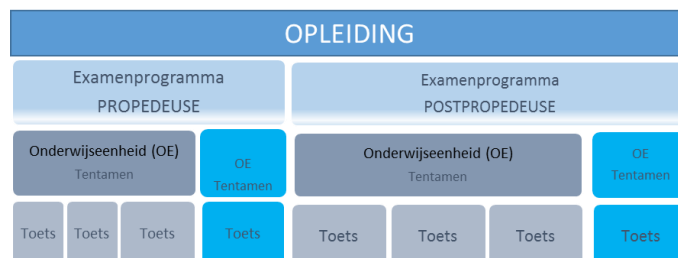 OPLEIDING
Examenprogramma
PROPEDEUSE
Examenprogramma
POSTPROPEDEUSE
Onderwijseenheid (OE)
Tentamen
OE
Tentamen
Onderwijseenheid (OE)
Tentamen
OE
Tentamen
Toets Toets Toets Toets Toets Toets Toets Toets